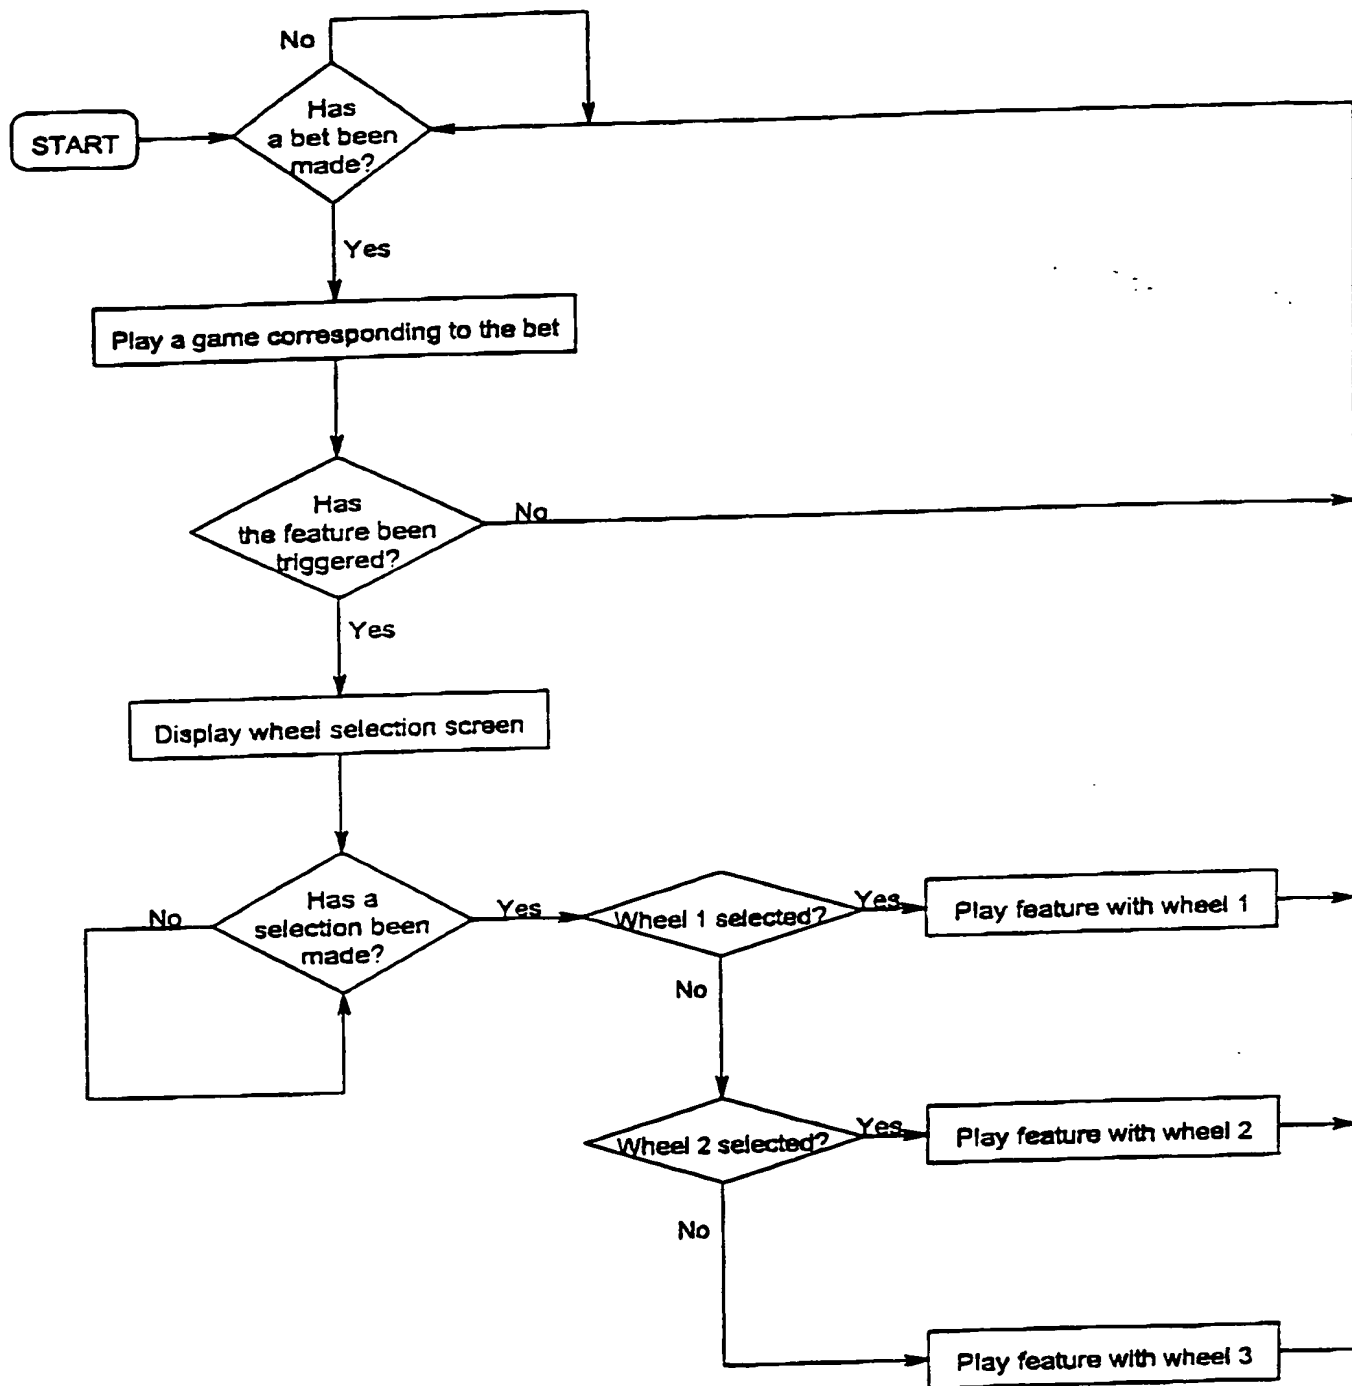 No
START
Has
a bet been
made?
Yes
Play a game corresponding to the bet
Has
the feature been
triggered?
No
Yes
Display wheel selection screen
No
Has a
selection been
made?
Yes
Wheel 1 selected?
Yes
Play feature with wheel 1
No
Wheel 2 selected?
Yes
Play feature with wheel 2
No
Play feature with wheel 3